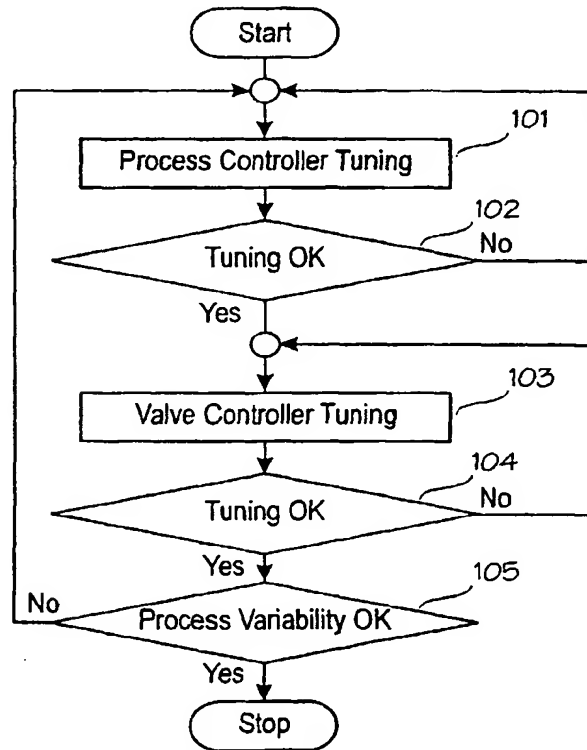 Start
101
Process Controller Tuning
102
Tuning OK
No
Yes
103
Valve Controller Tuning
104
Tuning OK
No
Yes
105
No
Process Variability OK
Yes
Stop